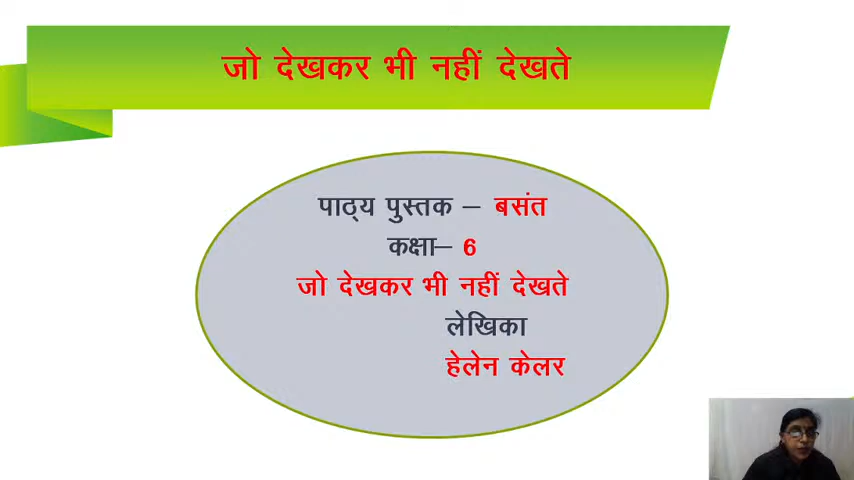 जो देखकर भी नहीं देखते
पाठ्य पुस्तक – बसंत
कक्षा– 6
जो देखकर भी नहीं देखते
लेखिका
हेलेन केलर